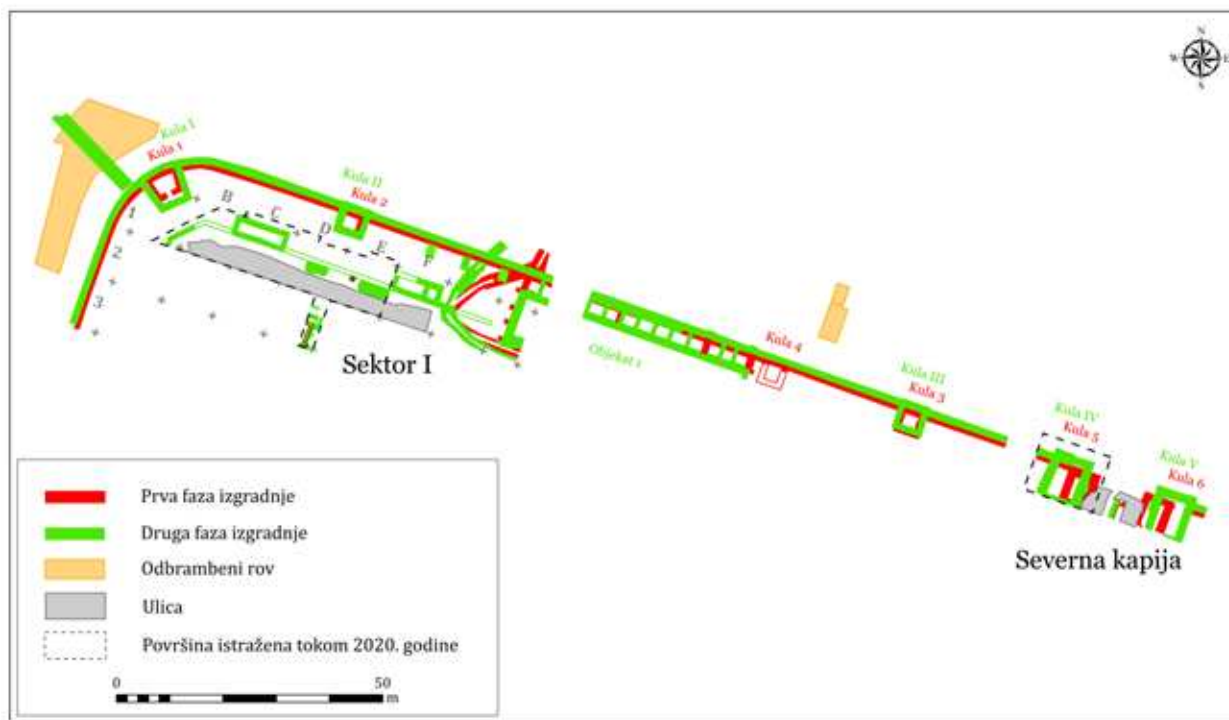 N
W E
S
Kula I
Kula 1
Kula II
Kula 2
B
C
D
E
F
1
2
3
Sektor I
Objekat 1
Kula 4
Kula III
Kula 3
Kula IV
Kula 5
Kula V
Kula 6
Severna kapija
Prva faza izgradnje
Druga faza izgradnje
Odbrambeni rov
Ulica
Površina istražena tokom 2020. godine
0 50
m